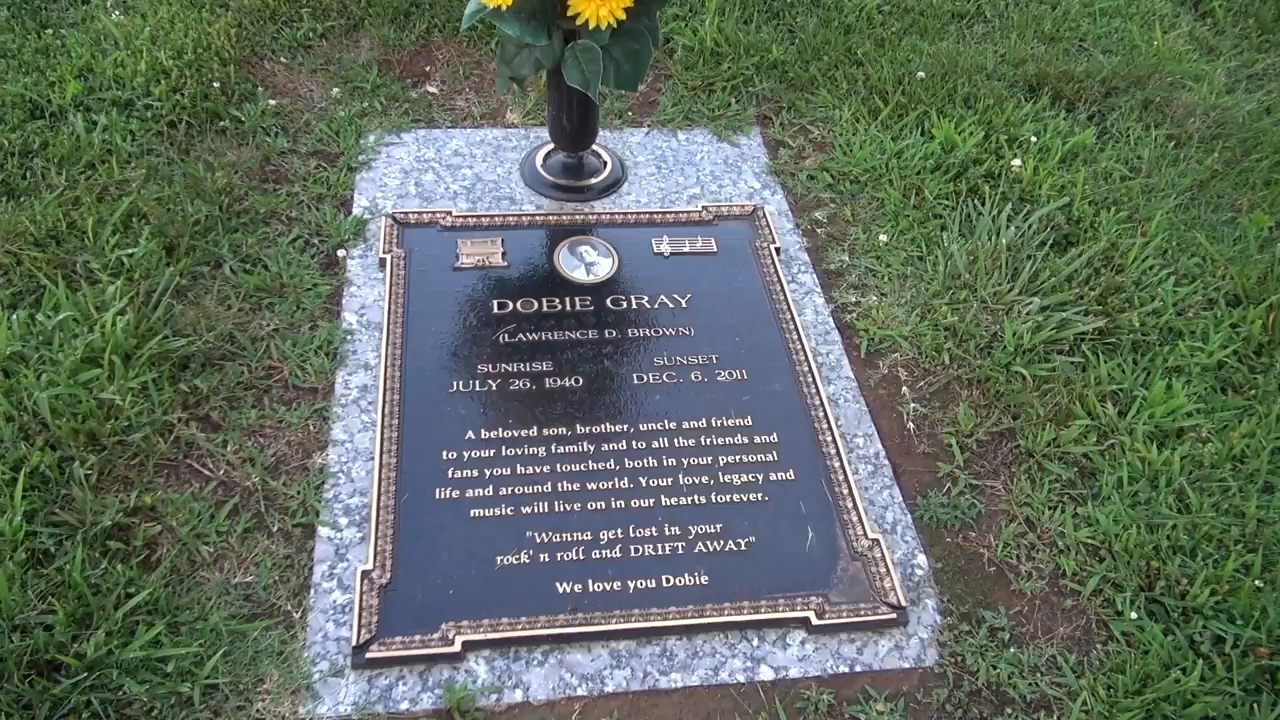 DOBIE GRAY
(LAWRENCE D. BROWN)
SUNRISE
JULY 26, 1940
SUNSET
DEC. 6, 2011
A beloved son, brother, uncle and friend
to your loving family and to all the friends and
fans you have touched, both in your personal
life and around the world. Your love, legacy and
music will live on in our hearts forever.
"Wanna get lost in your
rock' n roll and DRIFT AWAY"
We love you Dobie